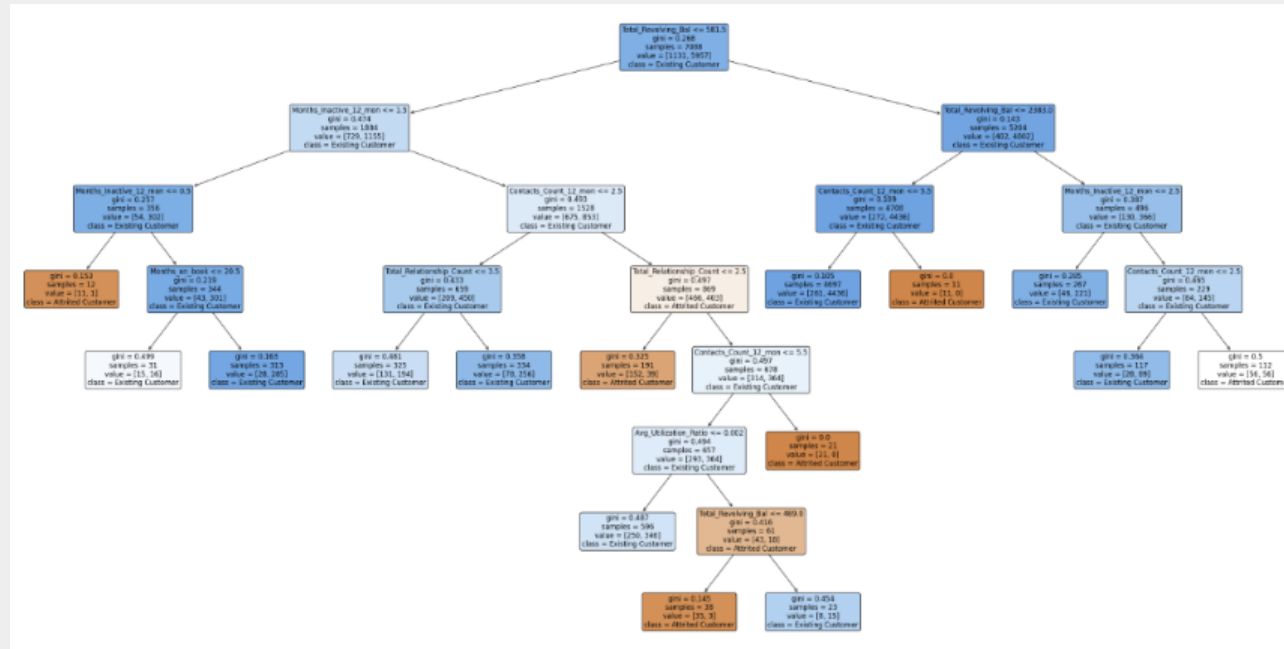 Total_Revolving_Bal <= 581.5
gini = 0.268
samples = 7088
value = [1131, 5957]
class = Existing Customer
Months_Inactive_12_mon <= 1.5
gini = 0.474
samples = 1884
value = [729, 1155]
class = Existing Customer
Total_Revolving_Bal <= 2383.0
gini = 0.143
samples = 5204
value = [402, 4802]
class = Existing Customer
Months_Inactive_12_mon <= 0.5
gini = 0.257
samples = 356
value = [54, 302]
class = Existing Customer
Contacts_Count_12_mon <= 2.5
gini = 0.493
samples = 1528
value = [675, 853]
class = Existing Customer
Contacts_Count_12_mon <= 5.5
gini = 0.109
samples = 4708
value = [272, 4436]
class = Existing Customer
Months_Inactive_12_mon <= 2.5
gini = 0.387
samples = 496
value = [130, 366]
class = Existing Customer
gini = 0.153
samples = 12
value = [11, 1]
class = Attrited Customer
Months_on_book <= 20.5
gini = 0.219
samples = 344
value = [43, 301]
class = Existing Customer
Total_Relationship_Count <= 3.5
gini = 0.433
samples = 659
value = [209, 450]
class = Existing Customer
Total_Relationship_Count <= 2.5
gini = 0.497
samples = 869
value = [466, 403]
class = Attrited Customer
gini = 0.105
samples = 4697
value = [261, 4436]
class = Existing Customer
gini = 0.0
samples = 11
value = [11, 0]
class = Attrited Customer
gini = 0.285
samples = 267
value = [46, 221]
class = Existing Customer
Contacts_Count_12_mon <= 2.5
gini = 0.465
samples = 229
value = [84, 145]
class = Existing Customer
gini = 0.499
samples = 31
value = [15, 16]
class = Existing Customer
gini = 0.163
samples = 313
value = [28, 285]
class = Existing Customer
gini = 0.481
samples = 325
value = [131, 194]
class = Existing Customer
gini = 0.358
samples = 334
value = [78, 256]
class = Existing Customer
gini = 0.325
samples = 191
value = [152, 39]
class = Attrited Customer
Contacts_Count_12_mon <= 5.5
gini = 0.497
samples = 678
value = [314, 364]
class = Existing Customer
gini = 0.364
samples = 117
value = [28, 89]
class = Existing Customer
gini = 0.5
samples = 112
value = [56, 56]
class = Attrited
Avg_Utilization_Ratio <= 0.002
gini = 0.494
samples = 657
value = [293, 364]
class = Existing Customer
gini = 0.0
samples = 21
value = [21, 0]
class = Attrited Customer
gini = 0.487
samples = 596
value = [250, 346]
class = Existing Customer
Total_Revolving_Bal <= 469.0
gini = 0.416
samples = 61
value = [43, 18]
class = Attrited Customer
gini = 0.145
samples = 38
value = [35, 3]
class = Attrited Customer
gini = 0.454
samples = 23
value = [8, 15]
class = Existing Customer